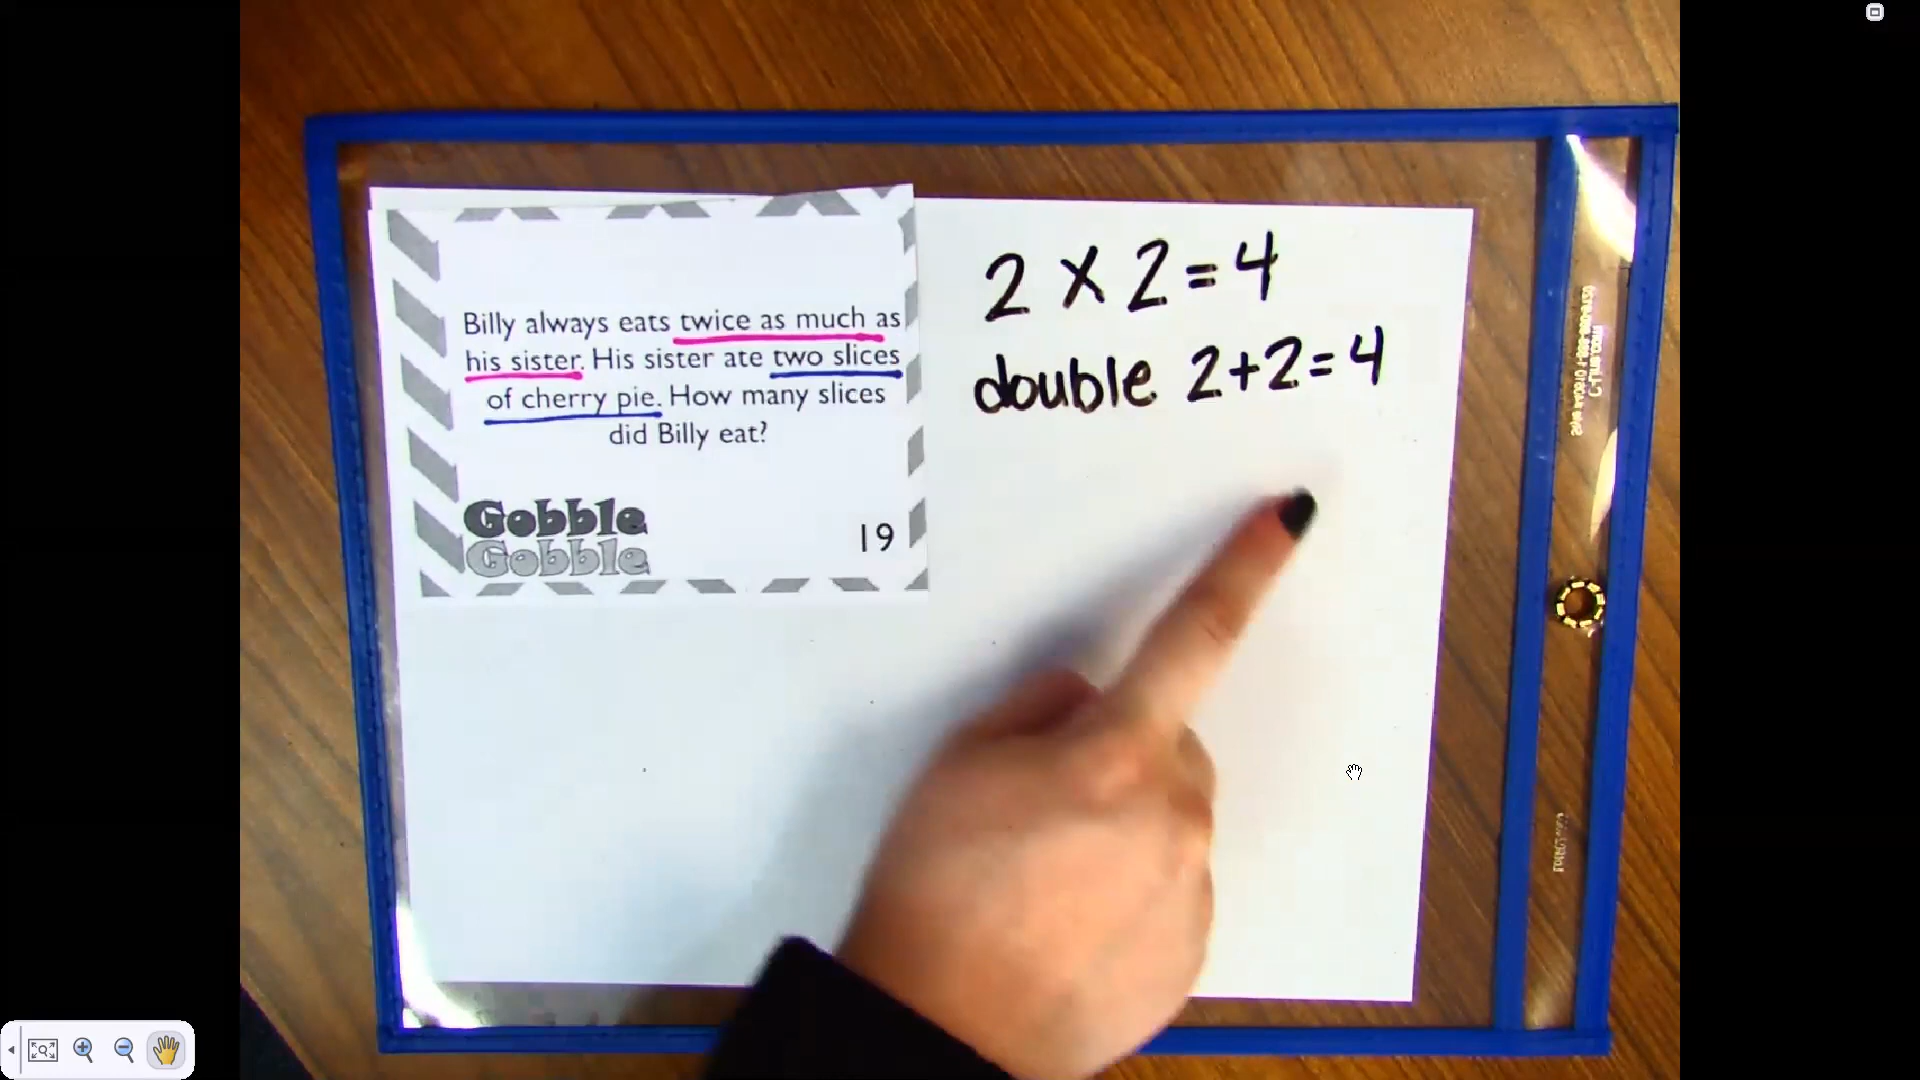 Billy always eats twice as much as
his sister. His sister ate two slices
of cherry pie. How many slices
did Billy eat?
Gobble
Gobble
19
2 x 2 = 4
double 2+2=4